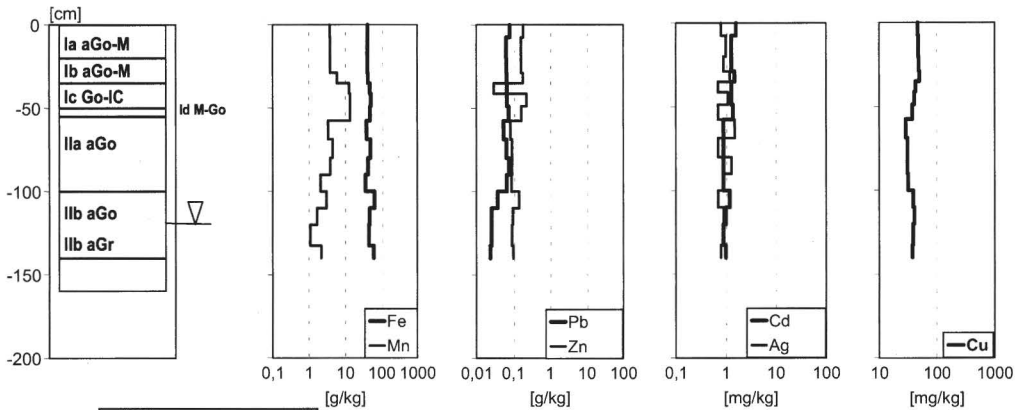 [cm]
0
-50
-100
-150
-200
Ia aGo-M
Ib aGo-M
Ic Go-IC
Id M-Go
IIa aGo
IIb aGo
IIb aGr
Fe
Mn
0,1 1 10 100 1000
[g/kg]
Pb
Zn
0,01 0,1 1 10 100
[g/kg]
Cd
Ag
0,1 1 10 100
[mg/kg]
Cu
10 100 1000
[mg/kg]